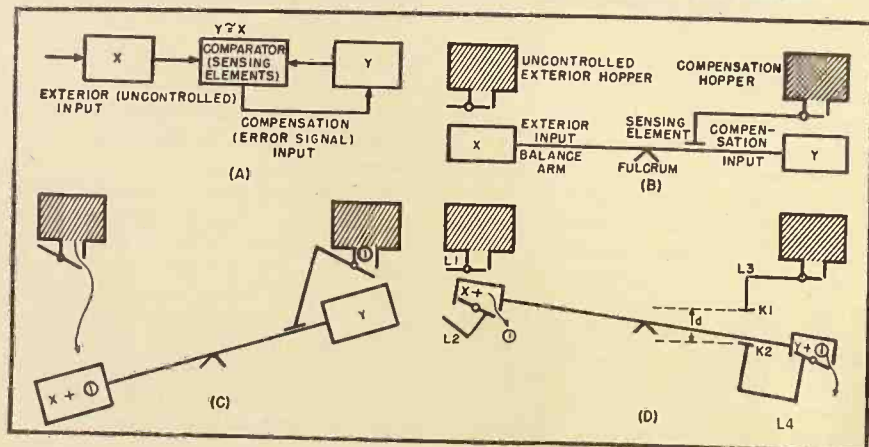 Y ≅ X
X
COMPARATOR
(SENSING
ELEMENTS)
Y
EXTERIOR (UNCONTROLLED)
INPUT
COMPENSATION
(ERROR SIGNAL)
INPUT
(A)
UNCONTROLLED
EXTERIOR HOPPER
COMPENSATION
HOPPER
SENSING
ELEMENT
X
EXTERIOR INPUT
BALANCE
ARM
FULCRUM
COMPEN-
SATION
INPUT
Y
(B)
①
Y
X + ①
(C)
L1
L3
X +
①
L2
K1
d
K2
Y + ①
L4
(D)